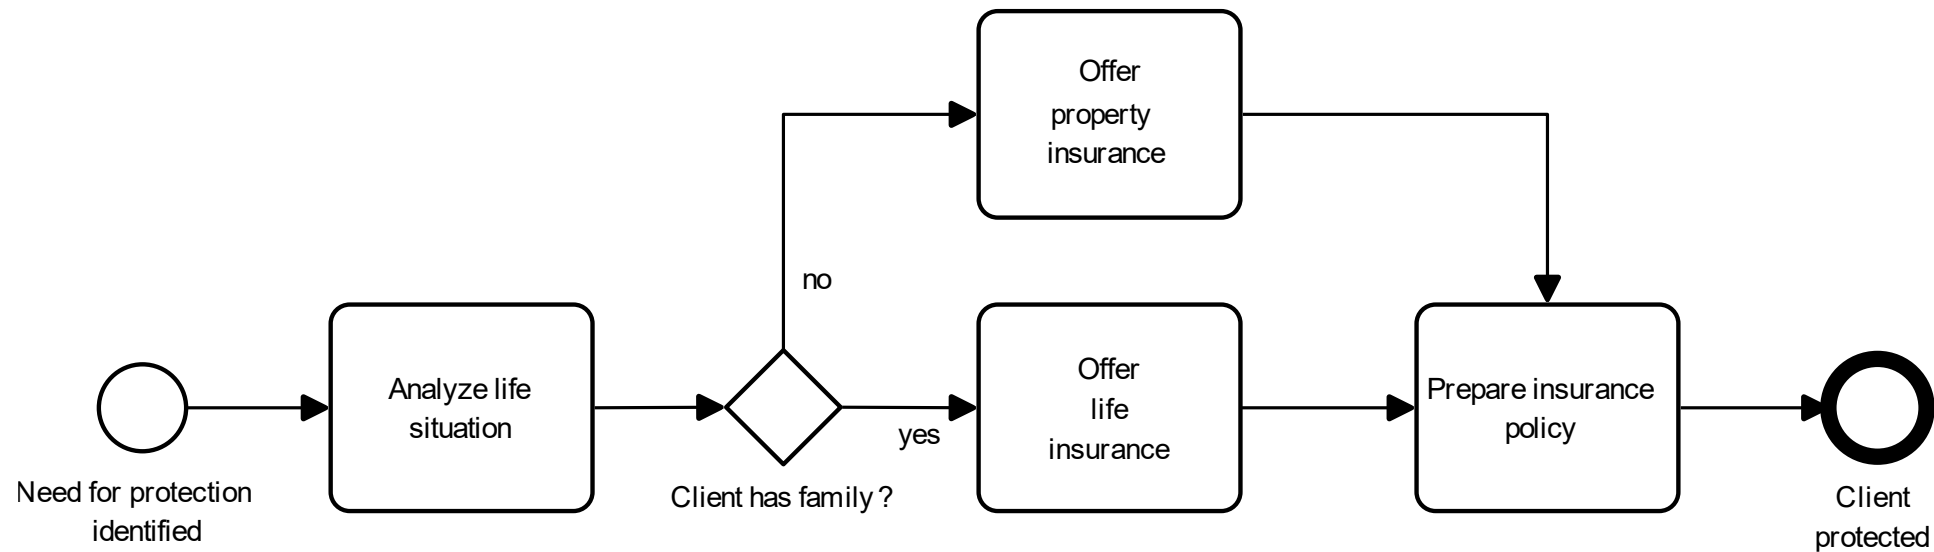 Offer
property
insurance
no
Need for protection
identified
Analyze life
situation
Client has family ?
yes
Offer
life
insurance
Prepare insurance
policy
Client
protected